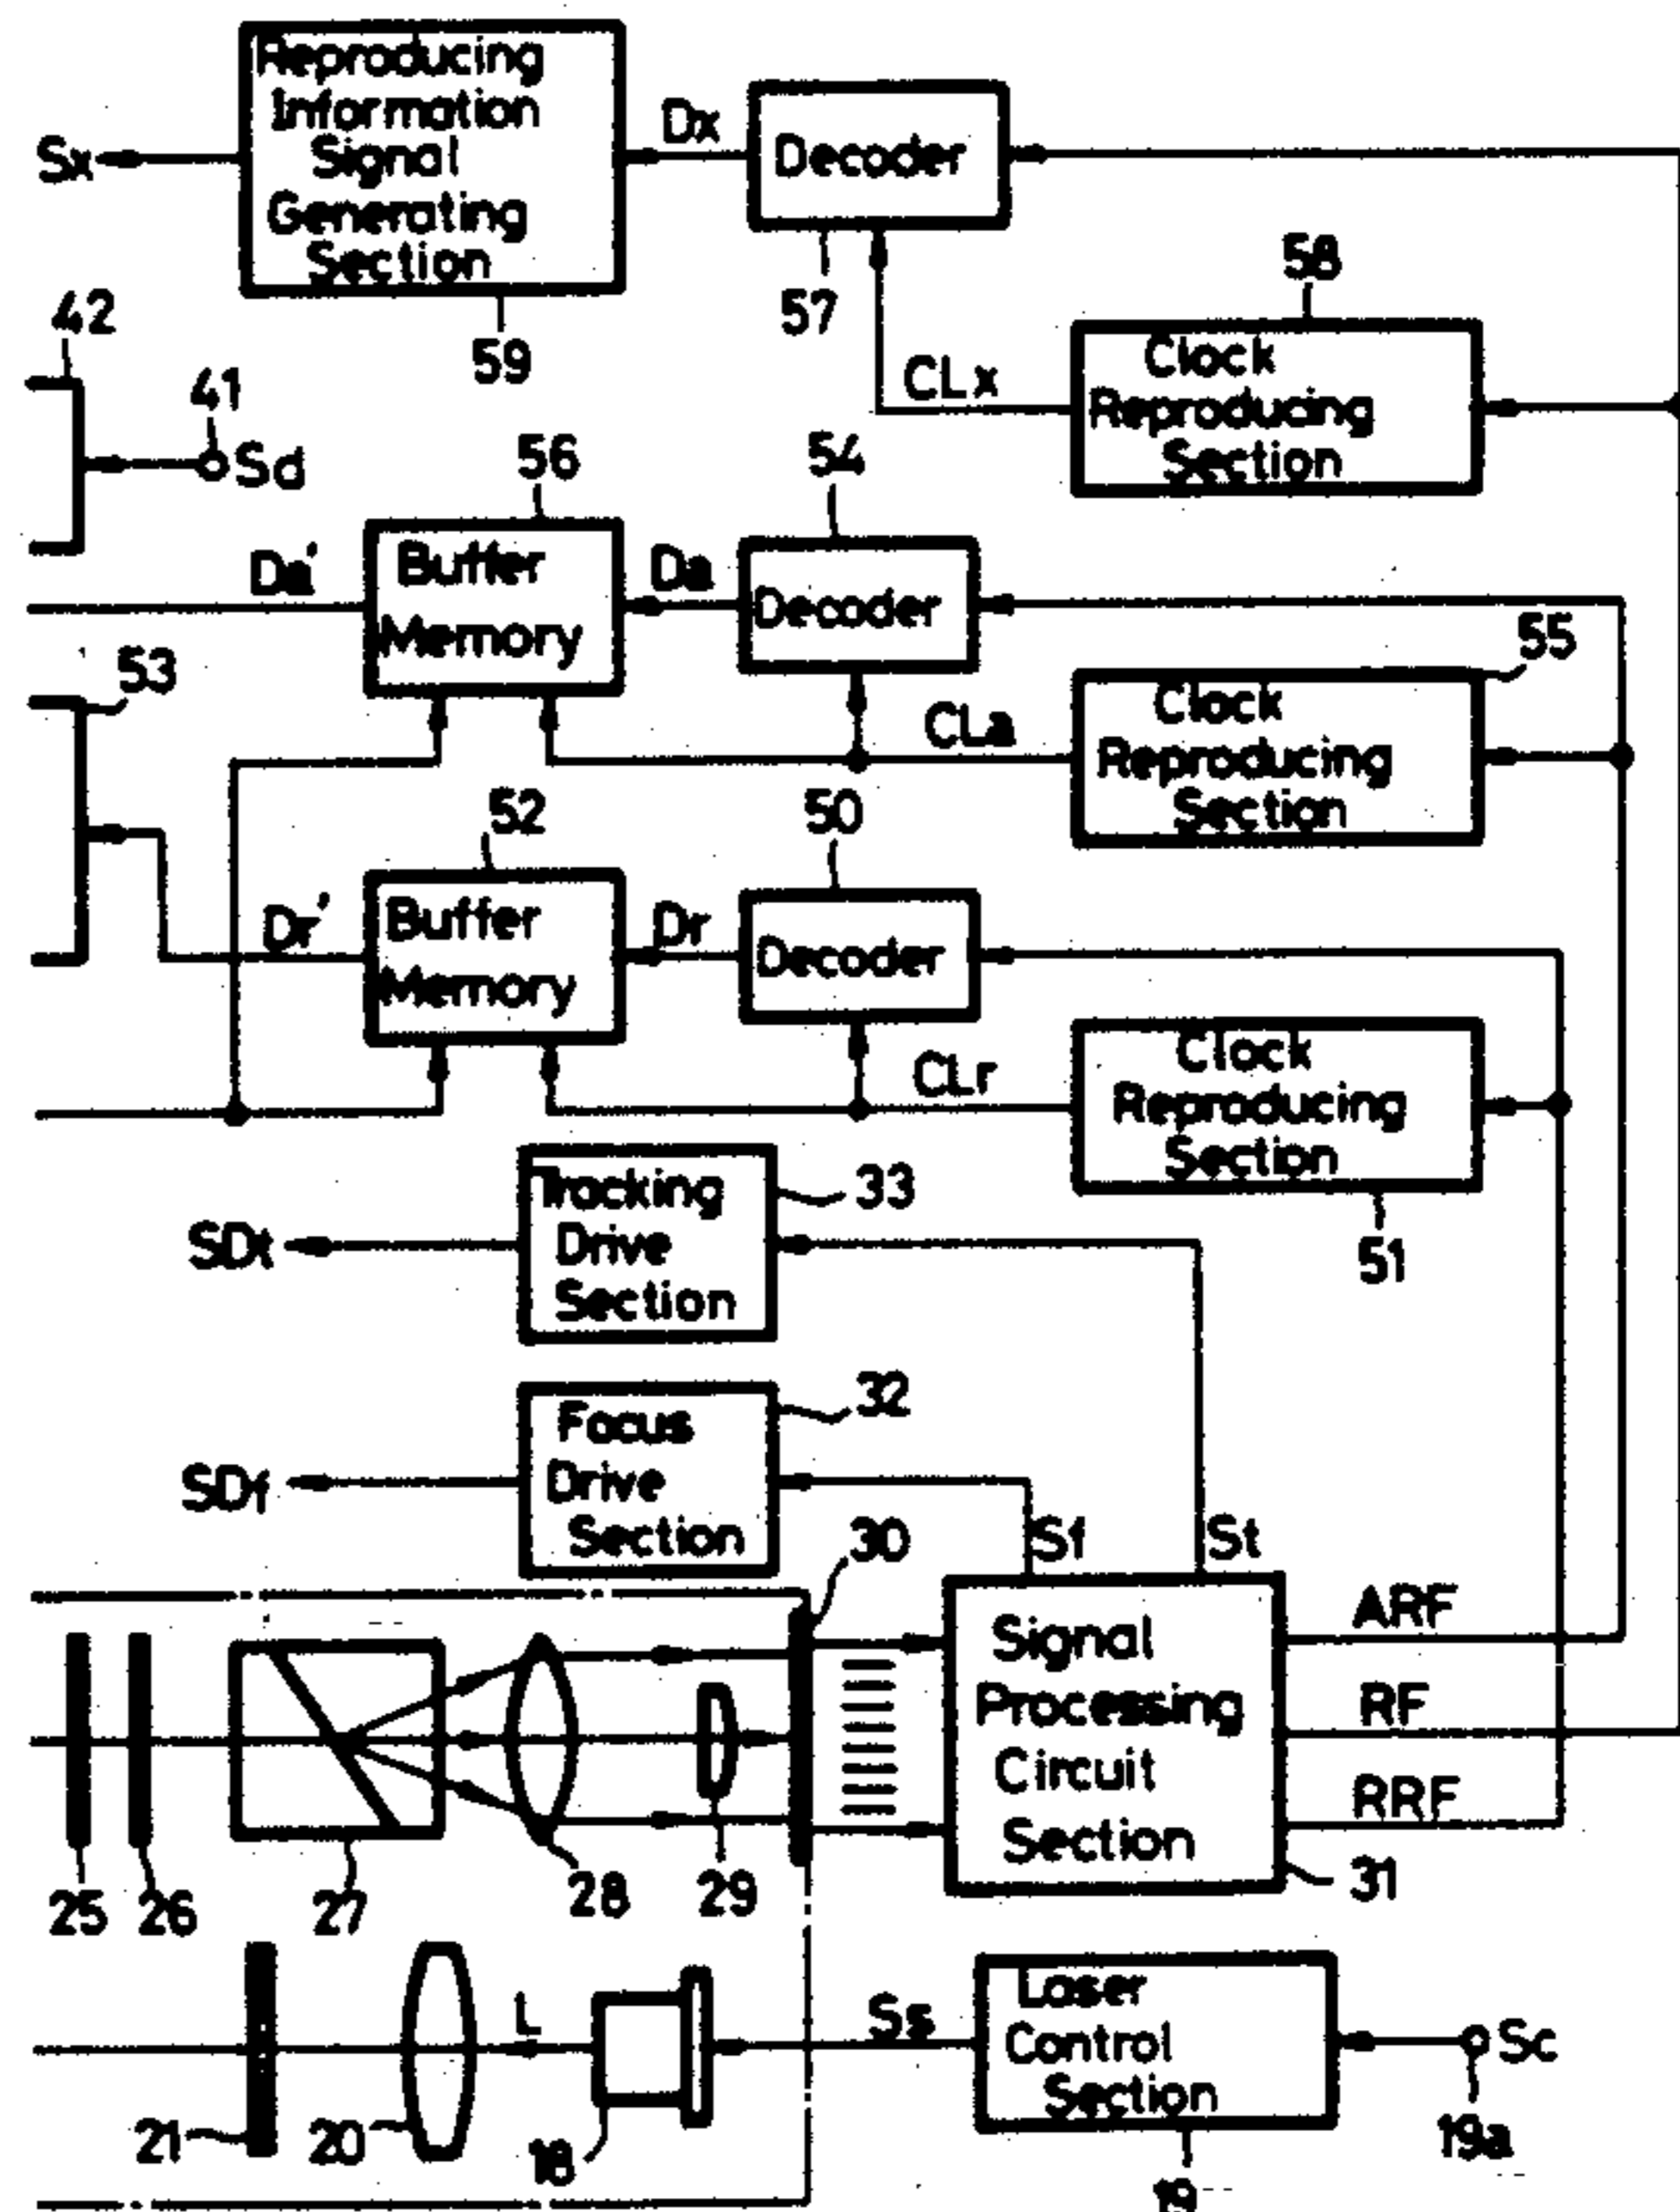 Reproducing
Information
Signal
Generating
Section
Sx
Dx
Decoder
57
59
58
Clock
Reproducing
Section
CLx
42
41
Sd
56
54
Da'
Buffer
Memory
Da
Decoder
55
Clock
Reproducing
Section
CLa
53
52
50
Dr'
Buffer
Memory
Dr
Decoder
CLr
Clock
Reproducing
Section
51
Tracking
Drive
Section
33
SDt
Focus
Drive
Section
32
SDf
30
Sf
St
Signal
Processing
Circuit
Section
ARF
RF
RRF
31
25
26
27
28
29
L
Ss
Laser
Control
Section
Sc
21
20
18
19
19a